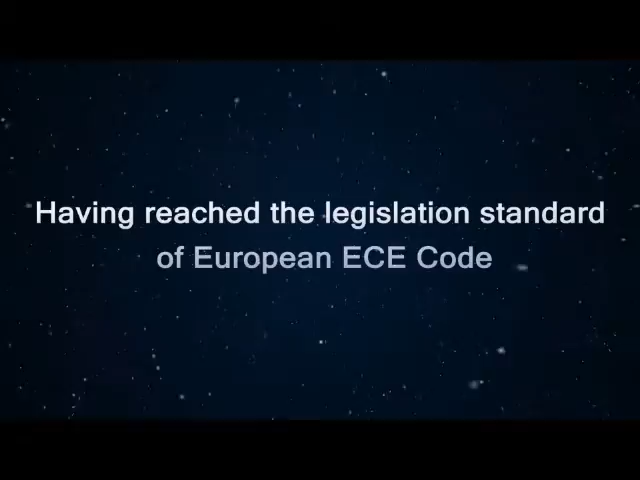 Having reached the legislation standard
of European ECE Code